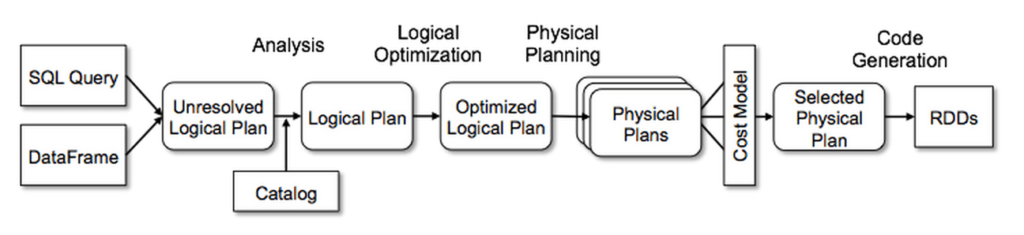 Analysis
Logical
Optimization
Physical
Planning
Code
Generation
SQL Query
DataFrame
Unresolved
Logical Plan
Logical Plan
Optimized
Logical Plan
Physical
Plans
Cost Model
Selected
Physical
Plan
RDDs
Catalog